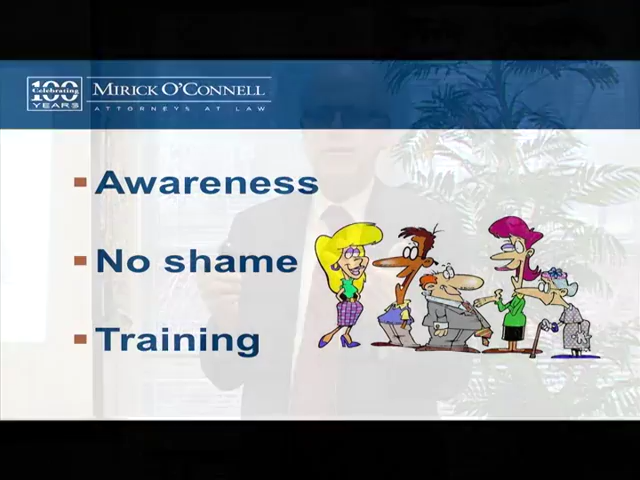 100
Celebrating
YEARS
MIRICK O'CONNELL
ATTORNEYS AT LAW
Awareness
No shame
Training